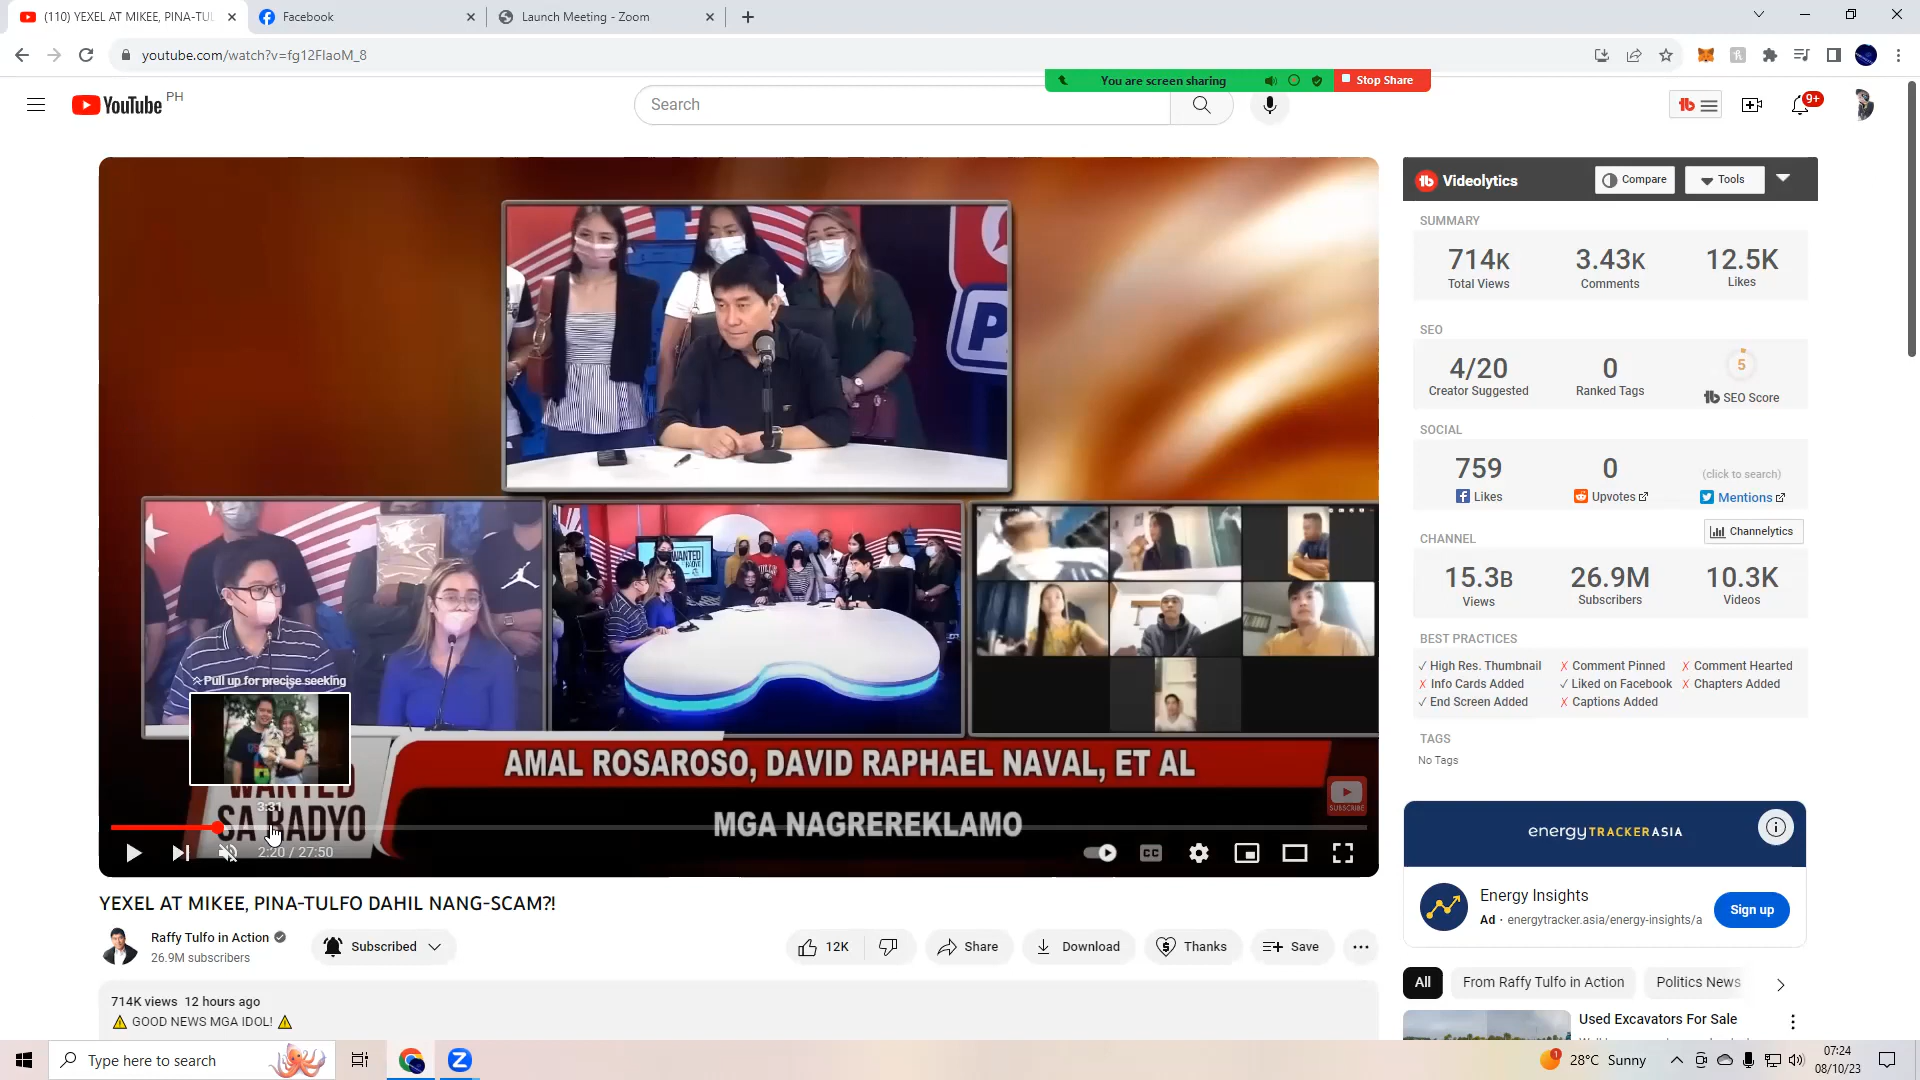 (110) YEXEL AT MIKEE, PINA-TUL
Facebook
Launch Meeting - Zoom
youtube.com/watch?v=fg12FlaoM_8
You are screen sharing
Stop Share
YouTube PH
Search
9+
Videolytics
Compare
Tools
SUMMARY
714K 3.43K 12.5K
Total Views Comments Likes
SEO
4/20 0 5
Creator Suggested Ranked Tags SEO Score
SOCIAL
759 0 (click to search)
Likes Upvotes Mentions
CHANNEL
Channelytics
15.3B 26.9M 10.3K
Views Subscribers Videos
BEST PRACTICES
✓ High Res. Thumbnail ✗ Comment Pinned ✗ Comment Hearted
✗ Info Cards Added ✓ Liked on Facebook ✗ Chapters Added
✓ End Screen Added ✗ Captions Added
TAGS
No Tags
WANTED
Pull up for precise seeking
3:31
WANTED
SA RADYO
AMAL ROSAROSO, DAVID RAPHAEL NAVAL, ET AL
MGA NAGREREKLAMO
SUBSCRIBE
2:20 / 27:50
CC
YEXEL AT MIKEE, PINA-TULFO DAHIL NANG-SCAM?!
Raffy Tulfo in Action
26.9M subscribers
Subscribed
12K
Share
Download
Thanks
Save
714K views 12 hours ago
⚠ GOOD NEWS MGA IDOL! ⚠
energyTRACKERASIA
Energy Insights
Ad · energytracker.asia/energy-insights/a
Sign up
All
From Raffy Tulfo in Action
Politics News
Used Excavators For Sale
Type here to search
1
28°C Sunny
07:24
08/10/23